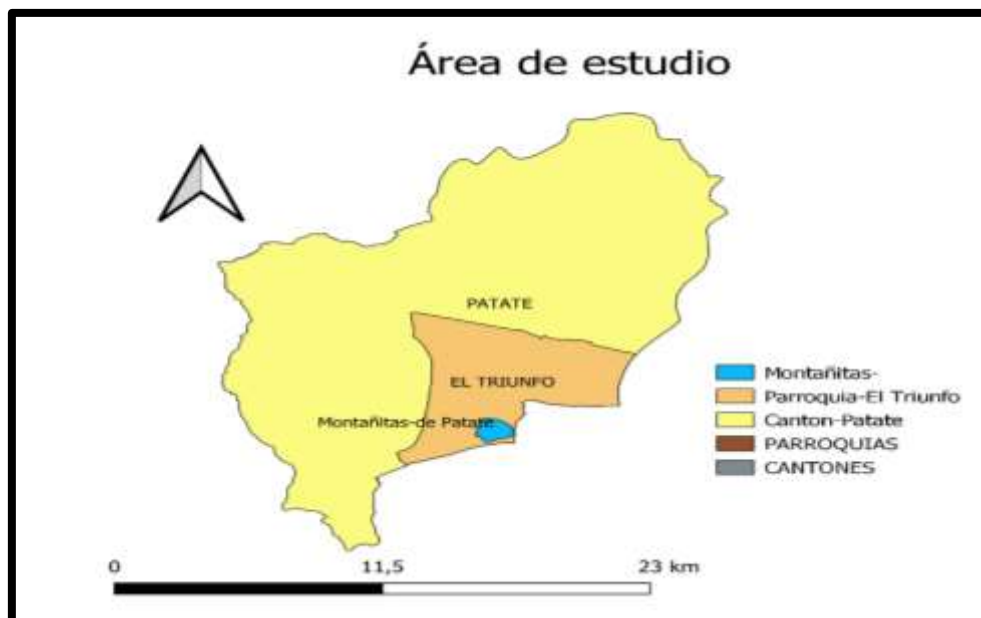 Área de estudio
PATATE
EL TRIUNFO
Montañitas-de Patate
Montañitas-
Parroquia-El Triunfo
Canton-Patate
PARROQUIAS
CANTONES
0 11,5 23 km